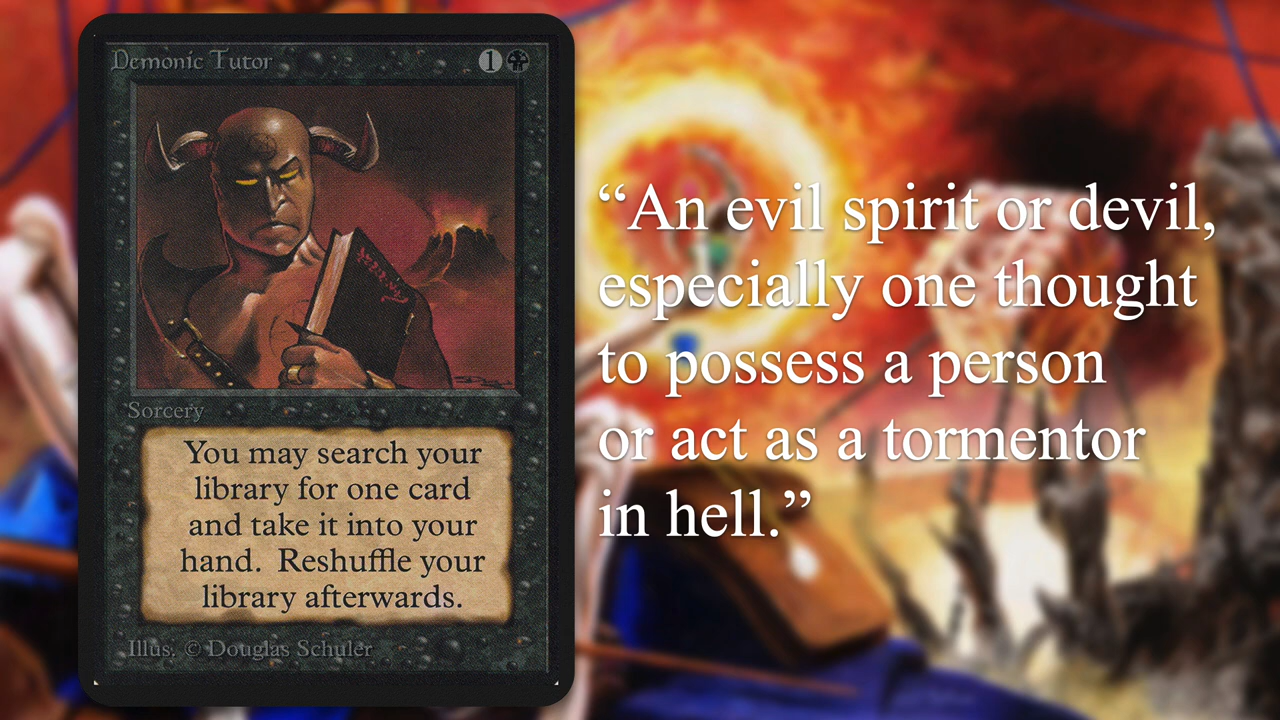 Demonic Tutor 1
Sorcery
You may search your
library for one card
and take it into your
hand. Reshuffle your
library afterwards.
Illus. © Douglas Schuler
“An evil spirit or devil,
especially one thought
to possess a person
or act as a tormentor
in hell.”